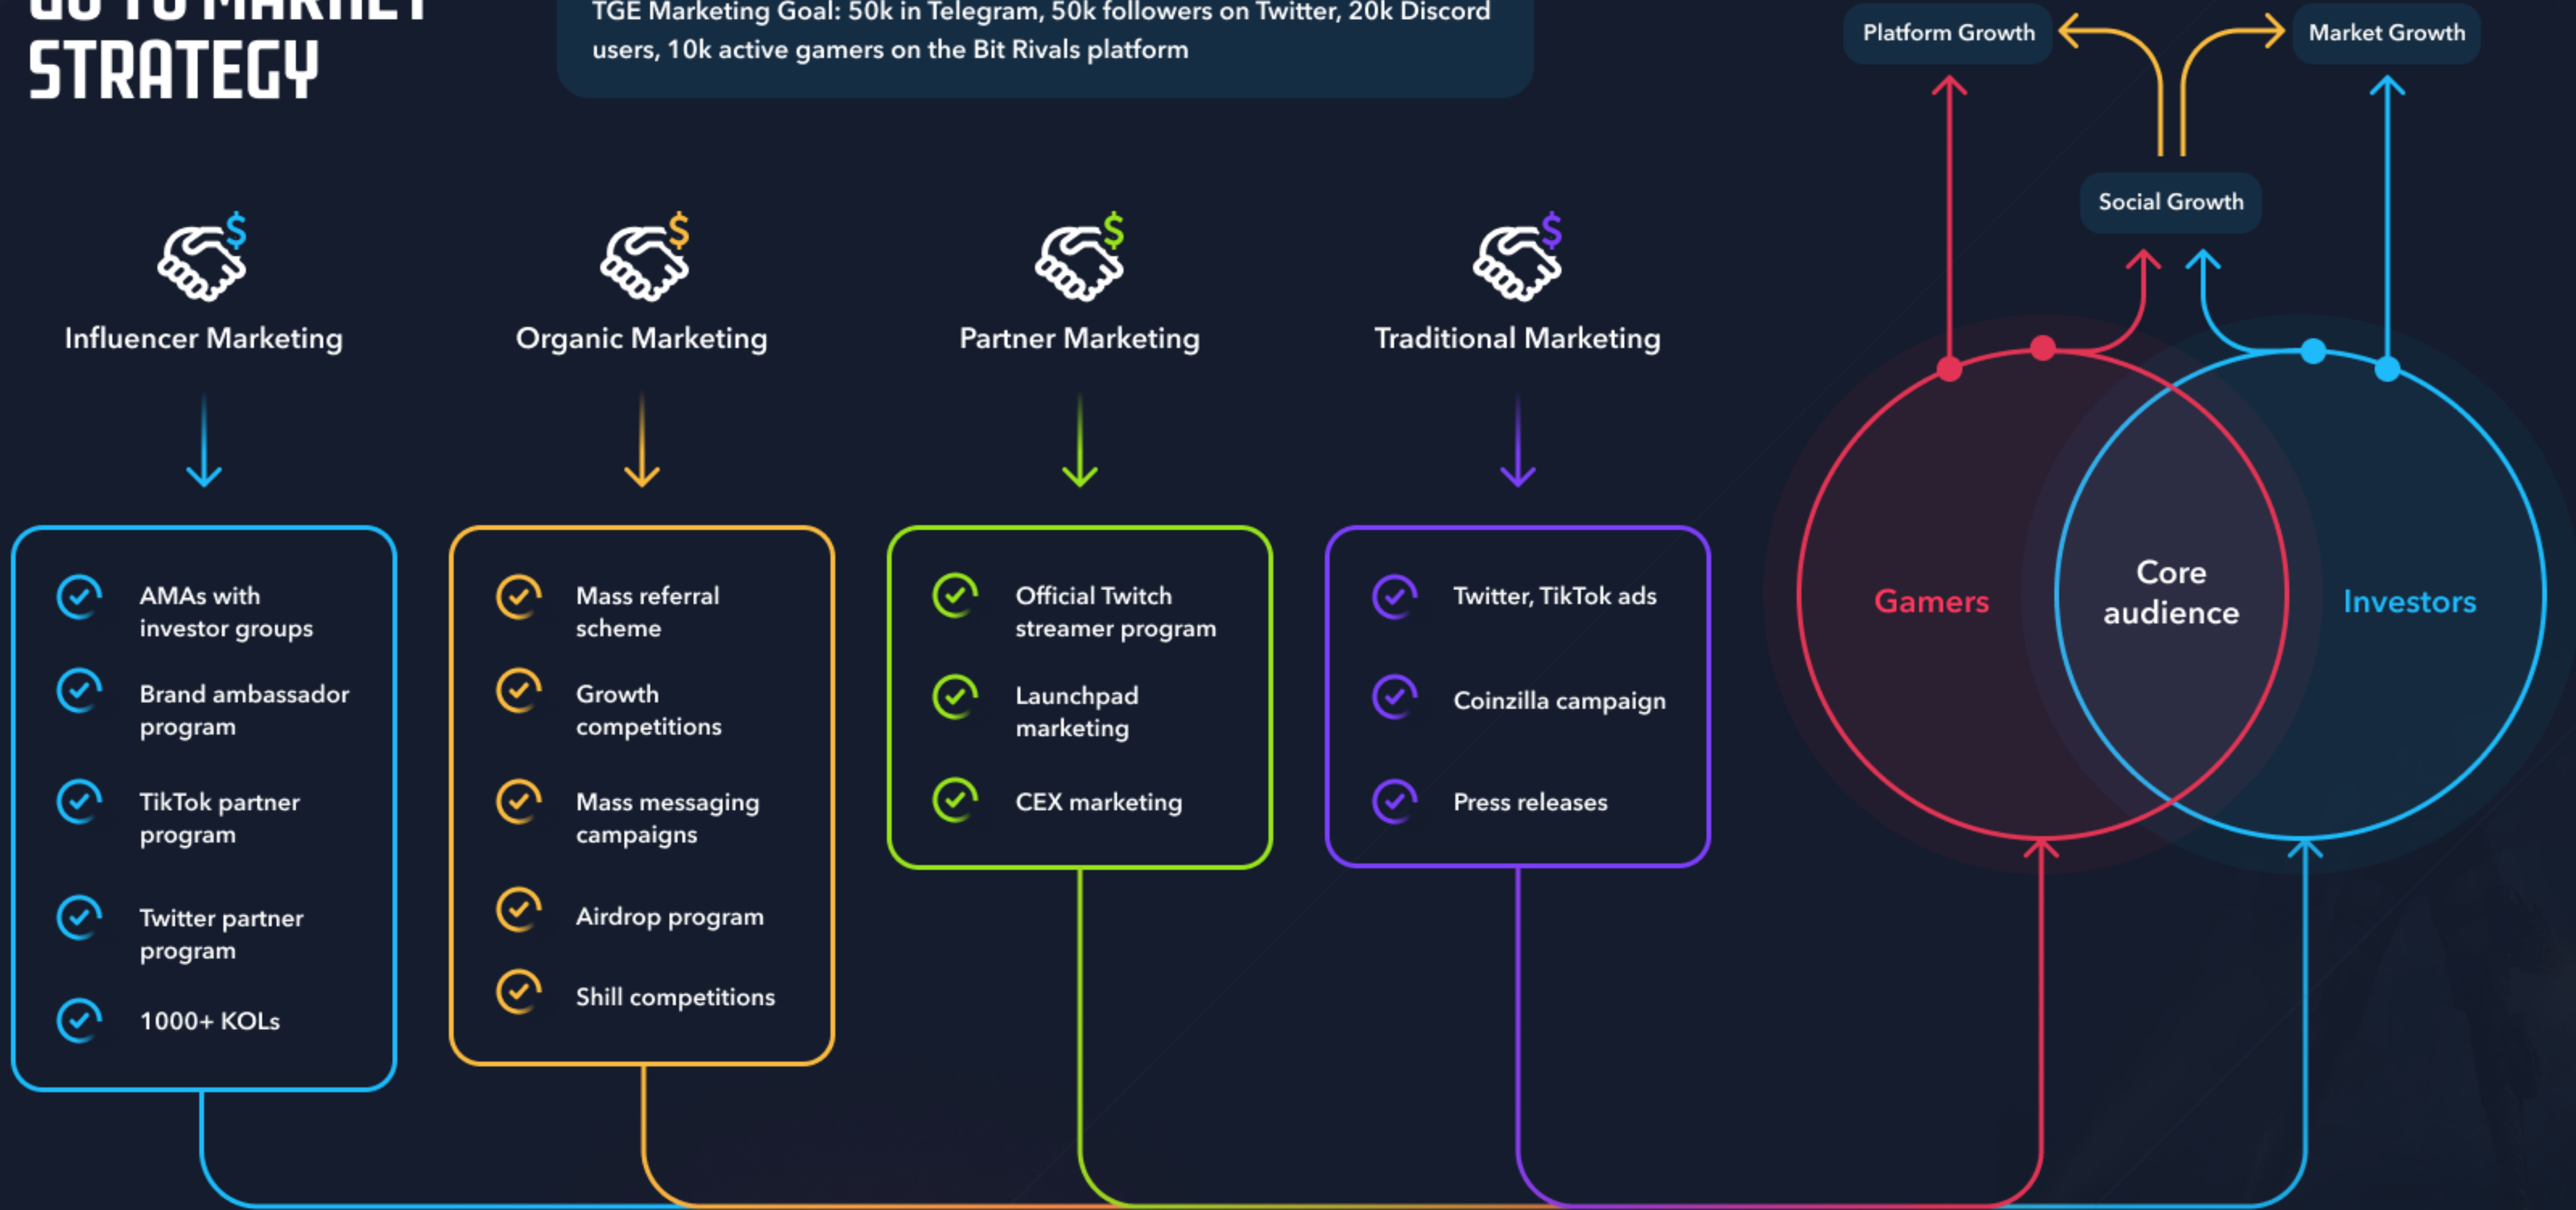 GO TO MARKET
STRATEGY
TGE Marketing Goal: 50k in Telegram, 50k followers on Twitter, 20k Discord
users, 10k active gamers on the Bit Rivals platform
Influencer Marketing
AMAs with
investor groups
Brand ambassador
program
TikTok partner
program
Twitter partner
program
1000+ KOLs
Organic Marketing
Mass referral
scheme
Growth
competitions
Mass messaging
campaigns
Airdrop program
Shill competitions
Partner Marketing
Official Twitch
streamer program
Launchpad
marketing
CEX marketing
Traditional Marketing
Twitter, TikTok ads
Coinzilla campaign
Press releases
Platform Growth
Market Growth
Social Growth
Gamers
Core
audience
Investors